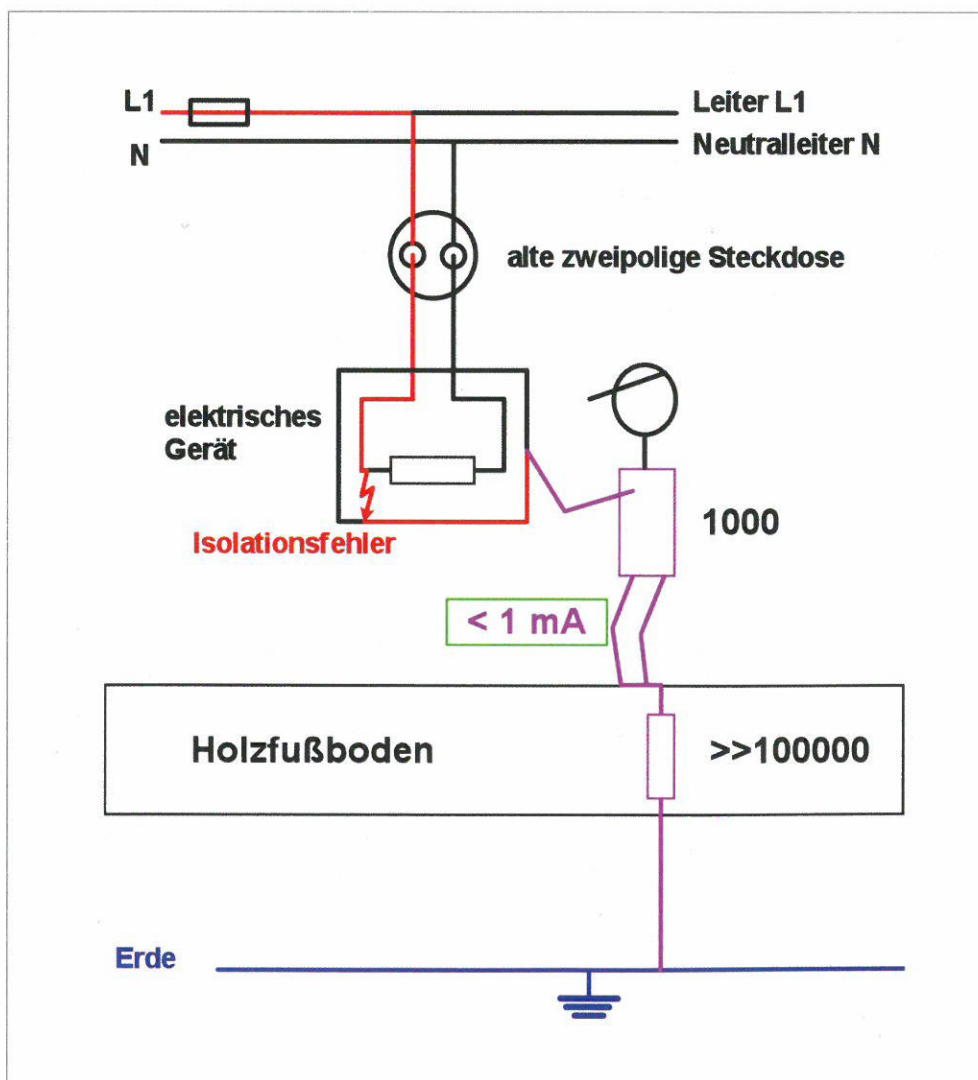 L1
Leiter L1
N
Neutralleiter N
alte zweipolige Steckdose
elektrisches
Gerät
Isolationsfehler
1000
< 1 mA
Holzfußboden
>>100000
Erde